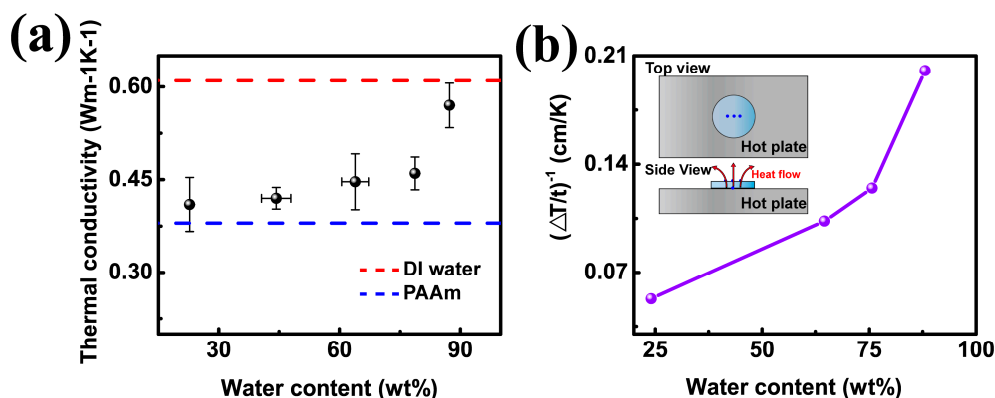 (a)
Thermal conductivity (Wm-1K-1)
0.60
0.45
0.30
DI water
PAAm
30
60
90
Water content (wt%)
(b)
(△T/t)⁻¹ (cm/K)
0.21
0.14
0.07
Top view
Hot plate
Side View
Heat flow
Hot plate
25
50
75
100
Water content (wt%)